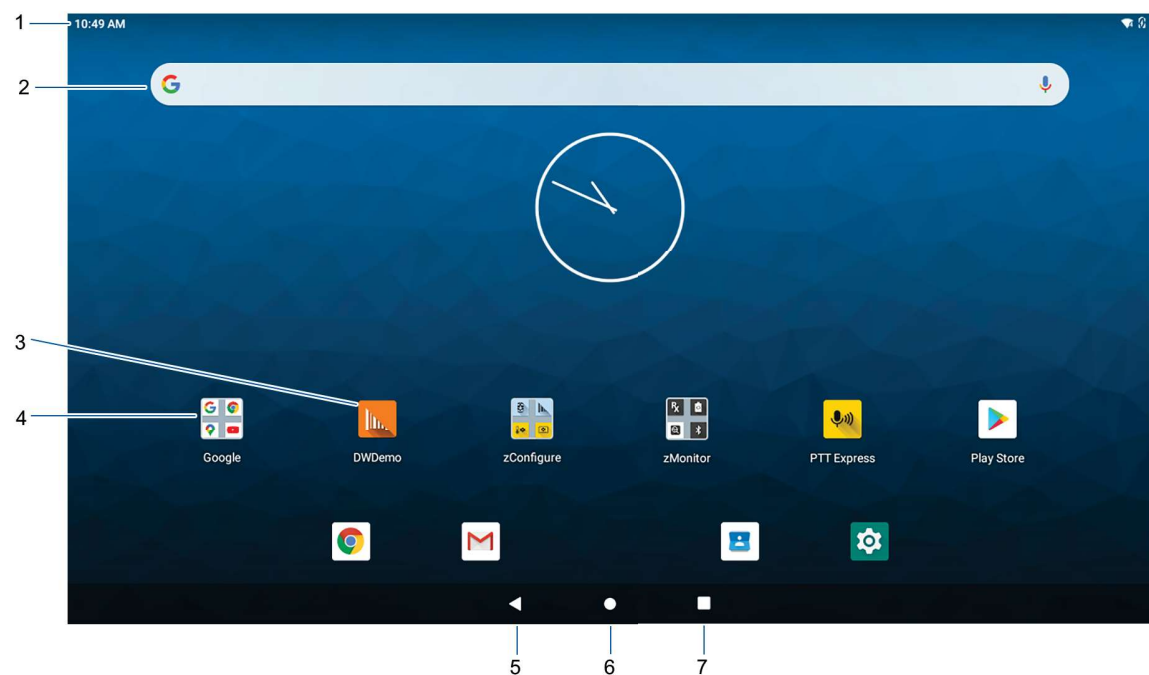 1
10:49 AM
2
3
4
Google
DWDemo
zConfigure
zMonitor
PTT Express
Play Store
5
6
7